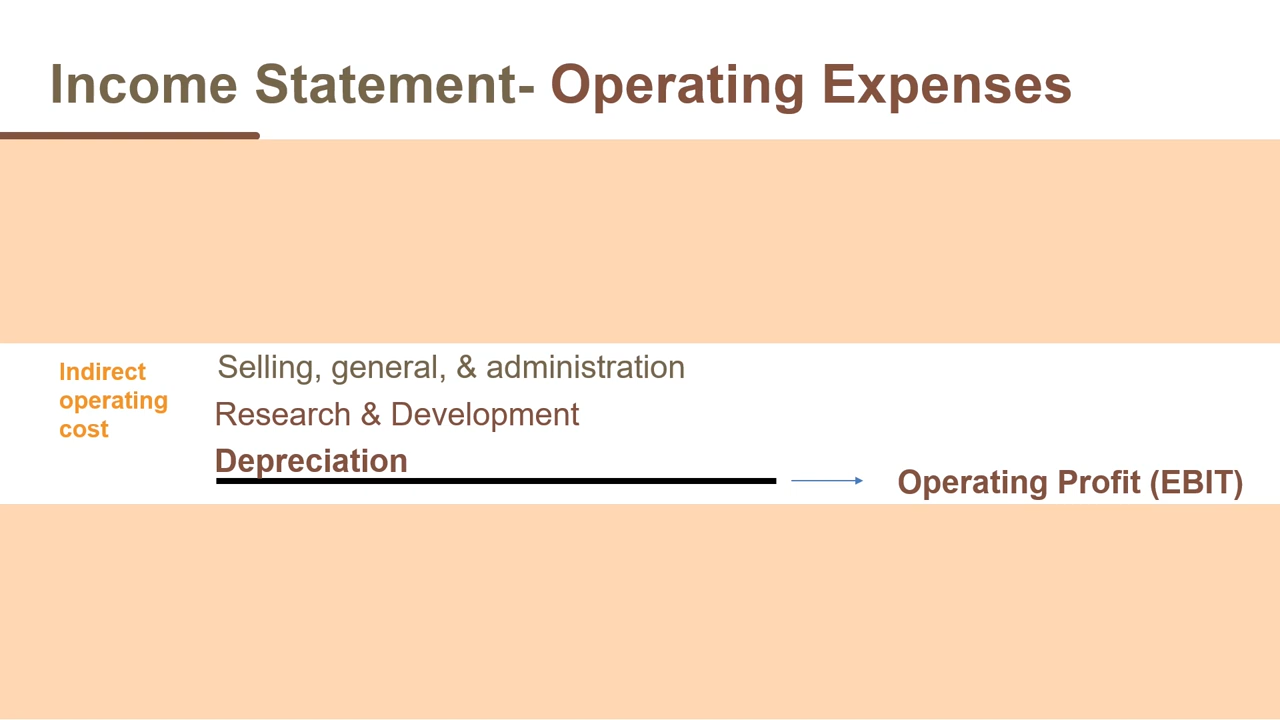 Income Statement- Operating Expenses
Indirect
operating
cost
Selling, general, & administration
Research & Development
Depreciation
Operating Profit (EBIT)